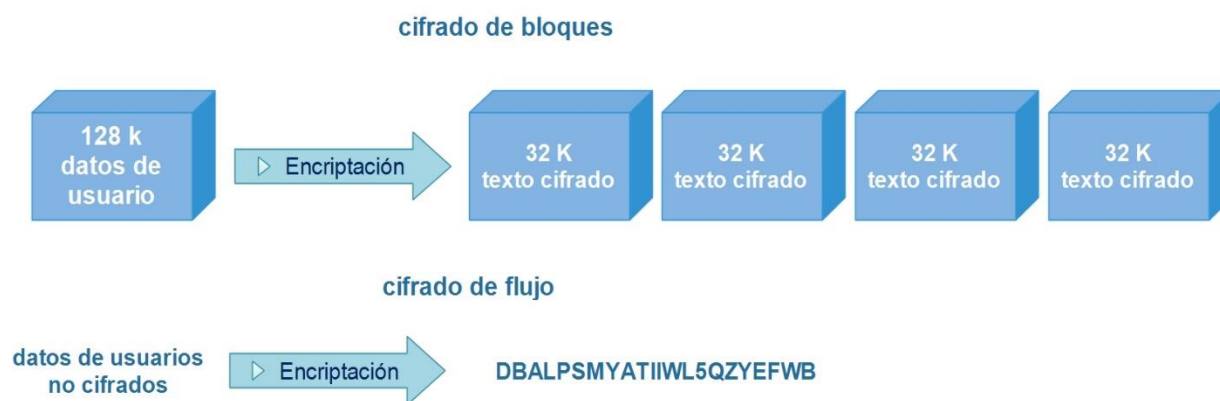 cifrado de bloques
128 k
datos de
usuario
Encriptación
32 K
texto cifrado
32 K
texto cifrado
32 K
texto cifrado
32 K
texto cifrado
cifrado de flujo
datos de usuarios
no cifrados
Encriptación
DBALPSMYATIIWL5QZYEFWB